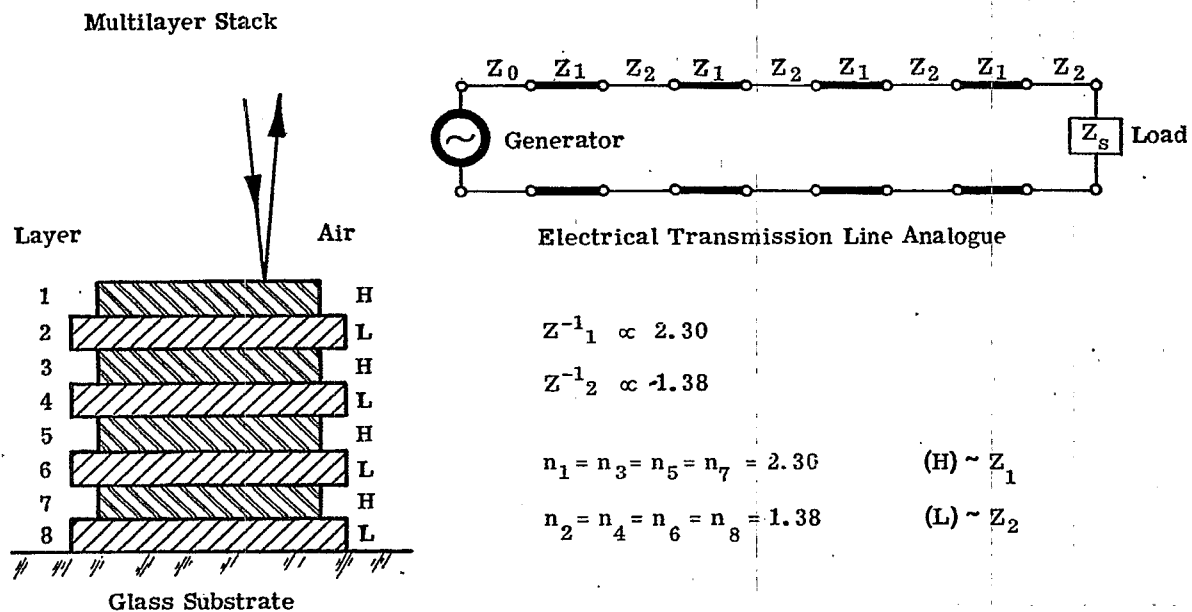 Multilayer Stack
Z0 Z1 Z2 Z1 Z2 Z1 Z2 Z1 Z2
Generator
Zs Load
Electrical Transmission Line Analogue
Layer Air
1 H
2 L
3 H
4 L
5 H
6 L
7 H
8 L
Glass Substrate
Z⁻¹₁ ∝ 2.30
Z⁻¹₂ ∝ -1.38
n₁ = n₃ = n₅ = n₇ = 2.30 (H) ~ Z₁
n₂ = n₄ = n₆ = n₈ = 1.38 (L) ~ Z₂